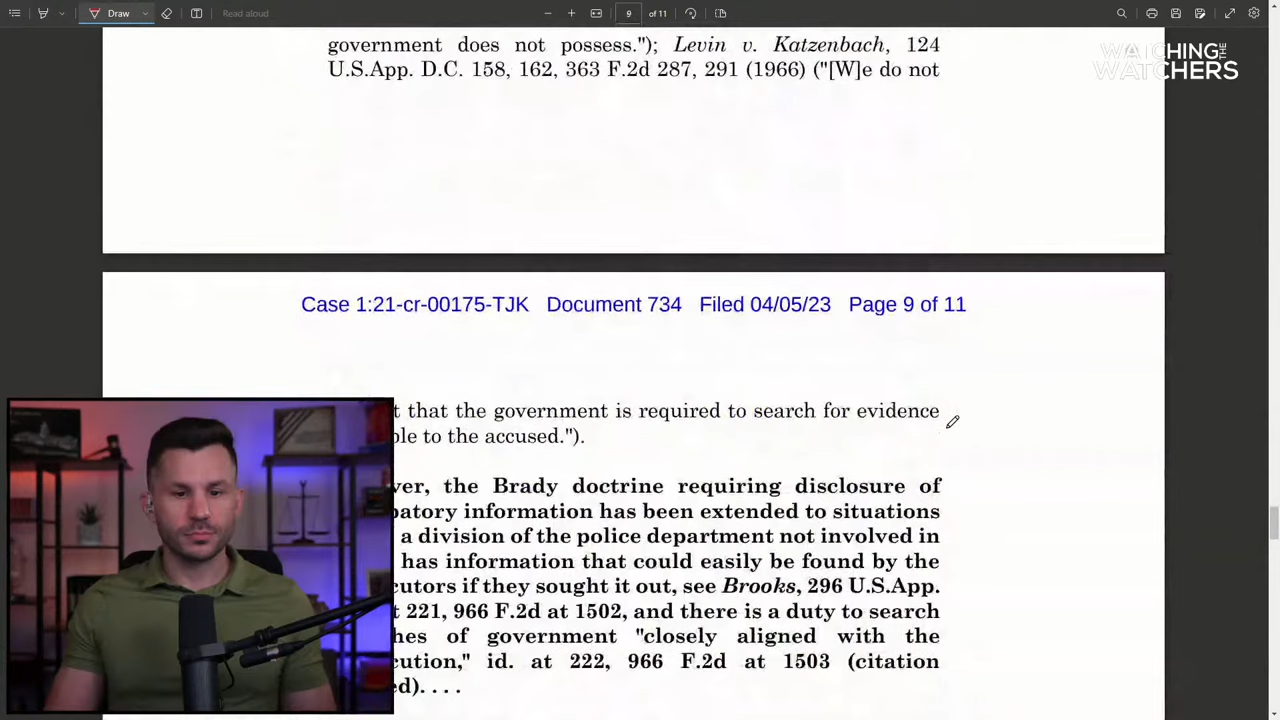 Draw
Read aloud
9
of 11
WATCHING
THE
WATCHERS
government does not possess."); Levin v. Katzenbach, 124
U.S.App. D.C. 158, 162, 363 F.2d 287, 291 (1966) ("[W]e do not
Case 1:21-cr-00175-TJK Document 734 Filed 04/05/23 Page 9 of 11
that the government is required to search for evidence
to the accused.").
the Brady doctrine requiring disclosure of
information has been extended to situations
a division of the police department not involved in
has information that could easily be found by the
if they sought it out, see Brooks, 296 U.S.App.
221, 966 F.2d at 1502, and there is a duty to search
of government "closely aligned with the
id. at 222, 966 F.2d at 1503 (citation
. . . .